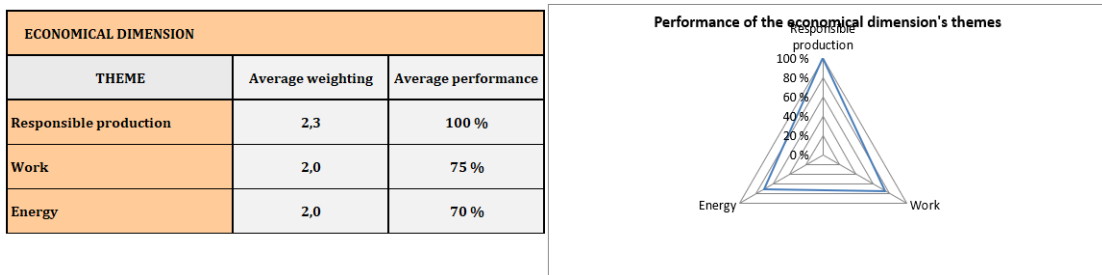 ECONOMICAL DIMENSION
THEME Average weighting Average performance
Responsible production 2,3 100 %
Work 2,0 75 %
Energy 2,0 70 %
Performance of the economical dimension's themes
Responsible
production
100 %
80 %
60 %
40 %
20 %
0 %
Energy
Work